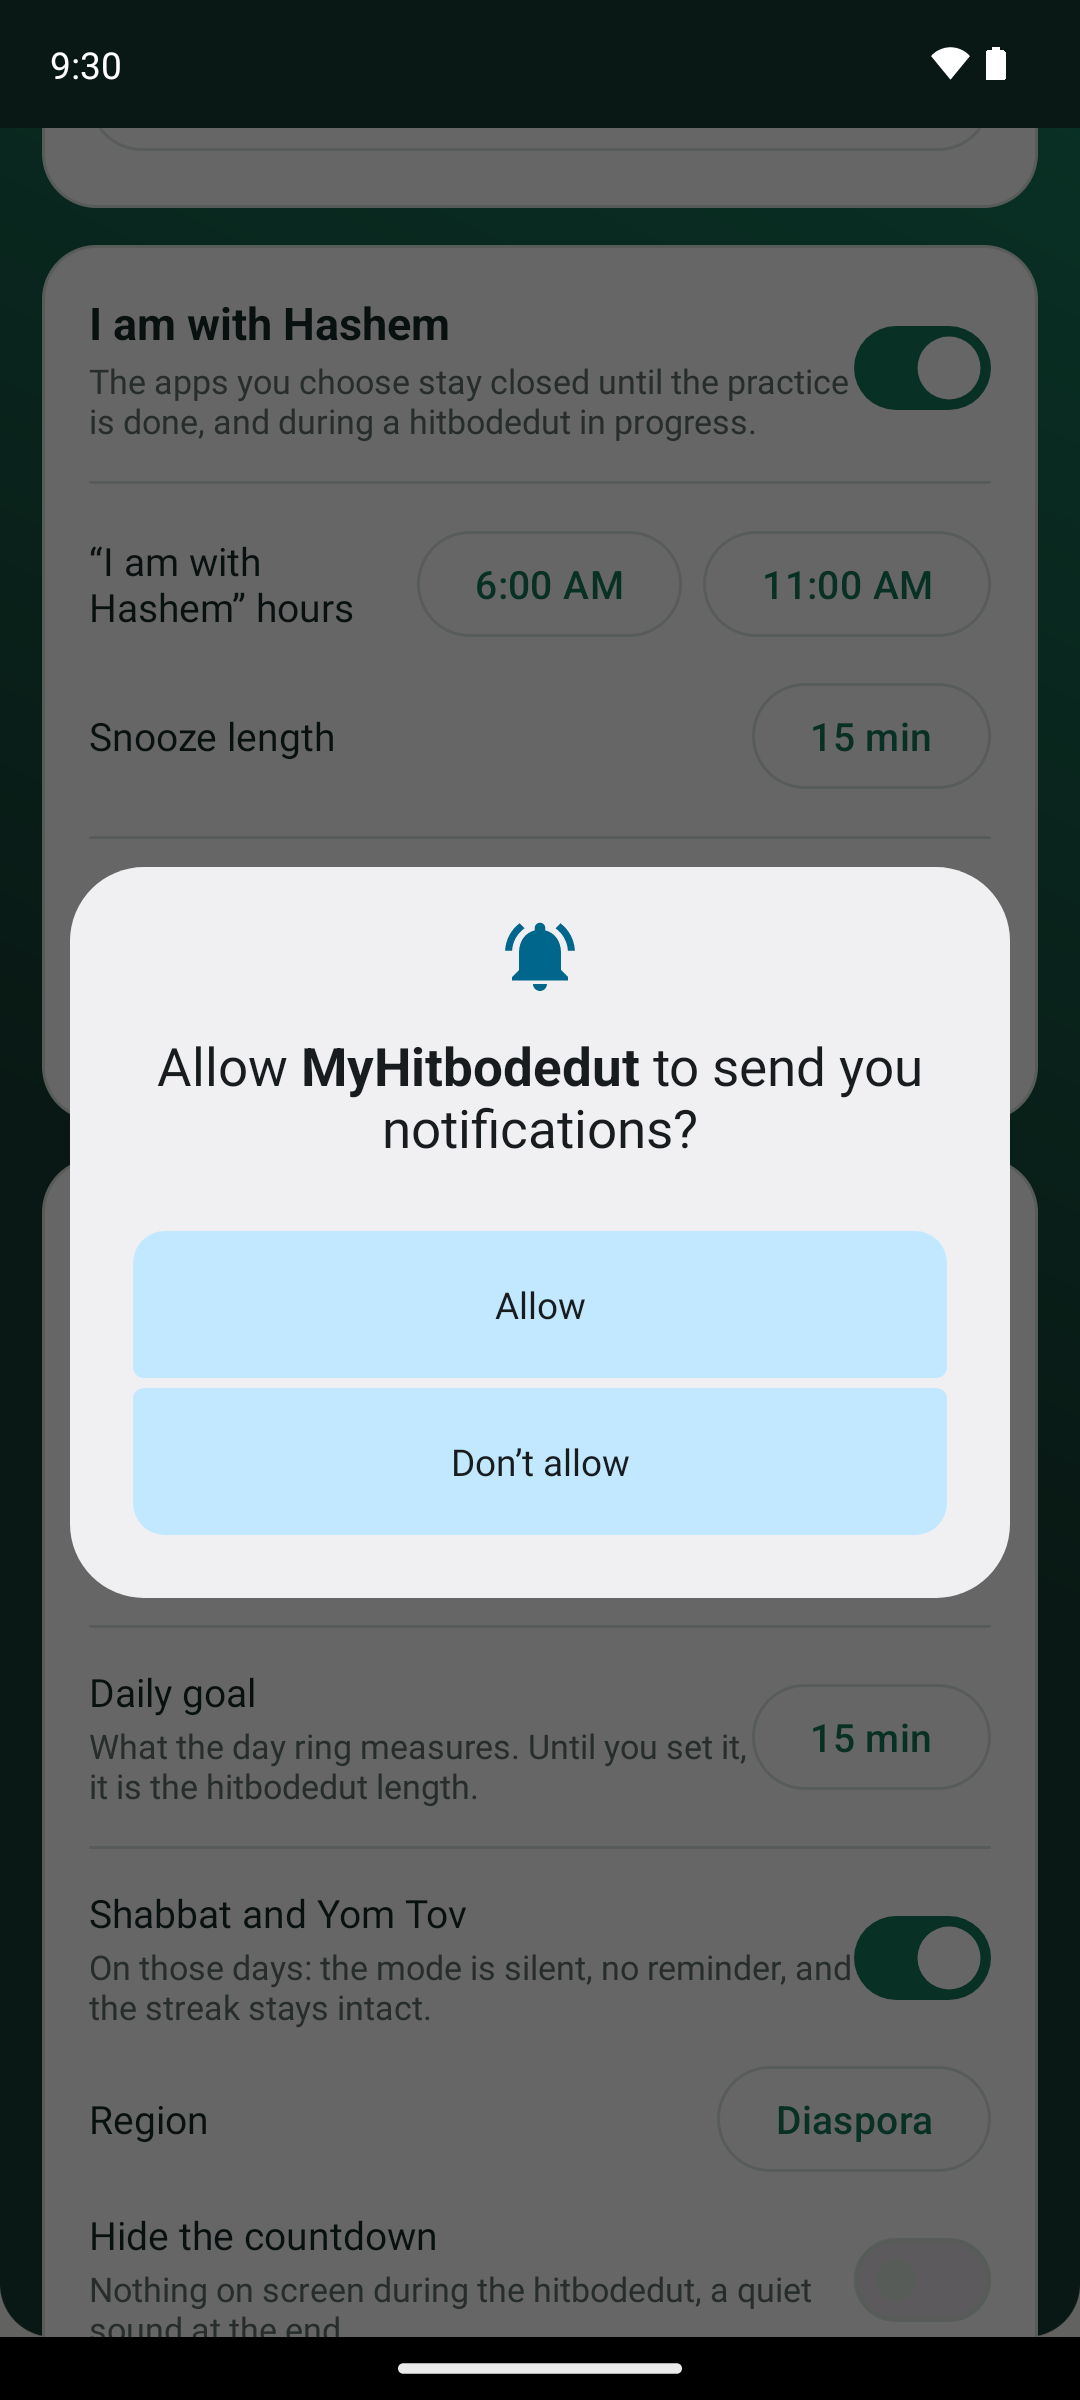 9:30
I am with Hashem
The apps you choose stay closed until the practice
is done, and during a hitbodedut in progress.
“I am with
Hashem” hours
6:00 AM
11:00 AM
Snooze length
15 min
Allow MyHitbodedut to send you
notifications?
Allow
Don’t allow
Daily goal
What the day ring measures. Until you set it,
it is the hitbodedut length.
15 min
Shabbat and Yom Tov
On those days: the mode is silent, no reminder, and
the streak stays intact.
Region
Diaspora
Hide the countdown
Nothing on screen during the hitbodedut, a quiet
sound at the end